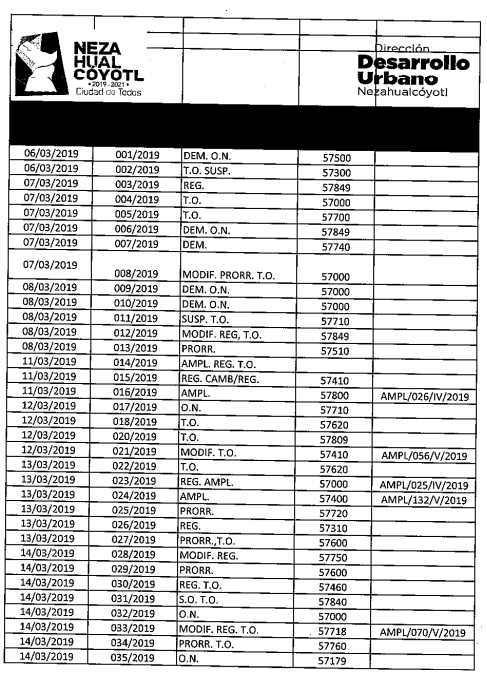 NEZA
HUAL
CÓYOTL
• 2019 - 2021 •
Ciudad de Todos
Dirección
Desarrollo
Urbano
Nezahualcóyotl
06/03/2019 001/2019 DEM. O.N. 57500
06/03/2019 002/2019 T.O. SUSP. 57300
07/03/2019 003/2019 REG. 57849
07/03/2019 004/2019 T.O. 57000
07/03/2019 005/2019 T.O. 57700
07/03/2019 006/2019 DEM. O.N. 57849
07/03/2019 007/2019 DEM. 57740
07/03/2019 008/2019 MODIF. PRORR. T.O. 57000
08/03/2019 009/2019 DEM. O.N. 57000
08/03/2019 010/2019 DEM. O.N. 57000
08/03/2019 011/2019 SUSP. T.O. 57710
08/03/2019 012/2019 MODIF. REG, T.O. 57849
08/03/2019 013/2019 PRORR. 57510
11/03/2019 014/2019 AMPL. REG. T.O.
11/03/2019 015/2019 REG. CAMB/REG. 57410
11/03/2019 016/2019 AMPL. 57800 AMPL/026/IV/2019
12/03/2019 017/2019 O.N. 57710
12/03/2019 018/2019 T.O. 57620
12/03/2019 020/2019 T.O. 57809
12/03/2019 021/2019 MODIF. T.O. 57410 AMPL/056/V/2019
13/03/2019 022/2019 T.O. 57620
13/03/2019 023/2019 REG. AMPL. 57000 AMPL/025/IV/2019
13/03/2019 024/2019 AMPL. 57400 AMPL/132/V/2019
13/03/2019 025/2019 PRORR. 57720
13/03/2019 026/2019 REG. 57310
13/03/2019 027/2019 PRORR.,T.O. 57600
14/03/2019 028/2019 MODIF. REG. 57750
14/03/2019 029/2019 PRORR. 57600
14/03/2019 030/2019 REG. T.O. 57460
14/03/2019 031/2019 S.O. T.O. 57840
14/03/2019 032/2019 O.N. 57000
14/03/2019 033/2019 MODIF. REG. T.O. 57718 AMPL/070/V/2019
14/03/2019 034/2019 PRORR. T.O. 57760
14/03/2019 035/2019 O.N. 57179